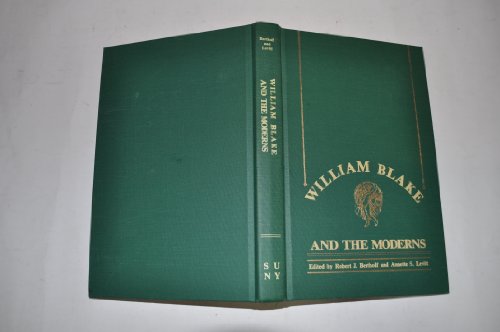 Bertholf
and
Levitt
WILLIAM BLAKE
AND THE MODERNS
S U
N Y
WILLIAM BLAKE
AND THE MODERNS
Edited by Robert J. Bertholf and Annette S. Levitt